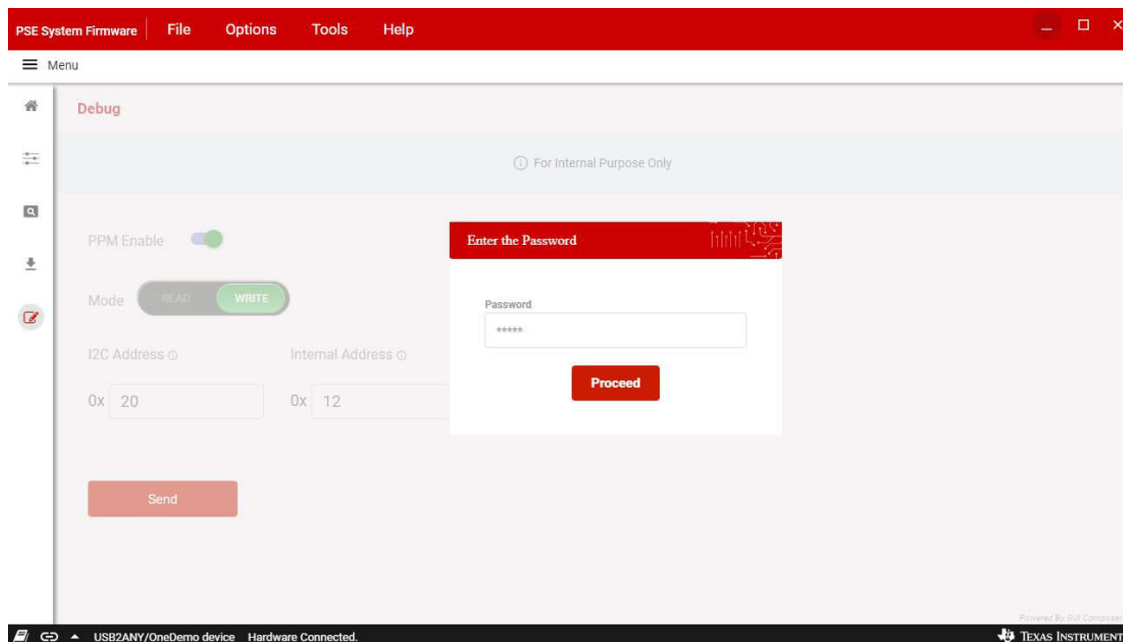 PSE System Firmware File Options Tools Help
Menu
Debug
For Internal Purpose Only
PPM Enable
Enter the Password
Mode READ WRITE
Password
*****
I2C Address Internal Address
Proceed
0x 20 0x 12
Send
Powered By GUI Composer
USB2ANY/OneDemo device Hardware Connected.
TEXAS INSTRUMENT